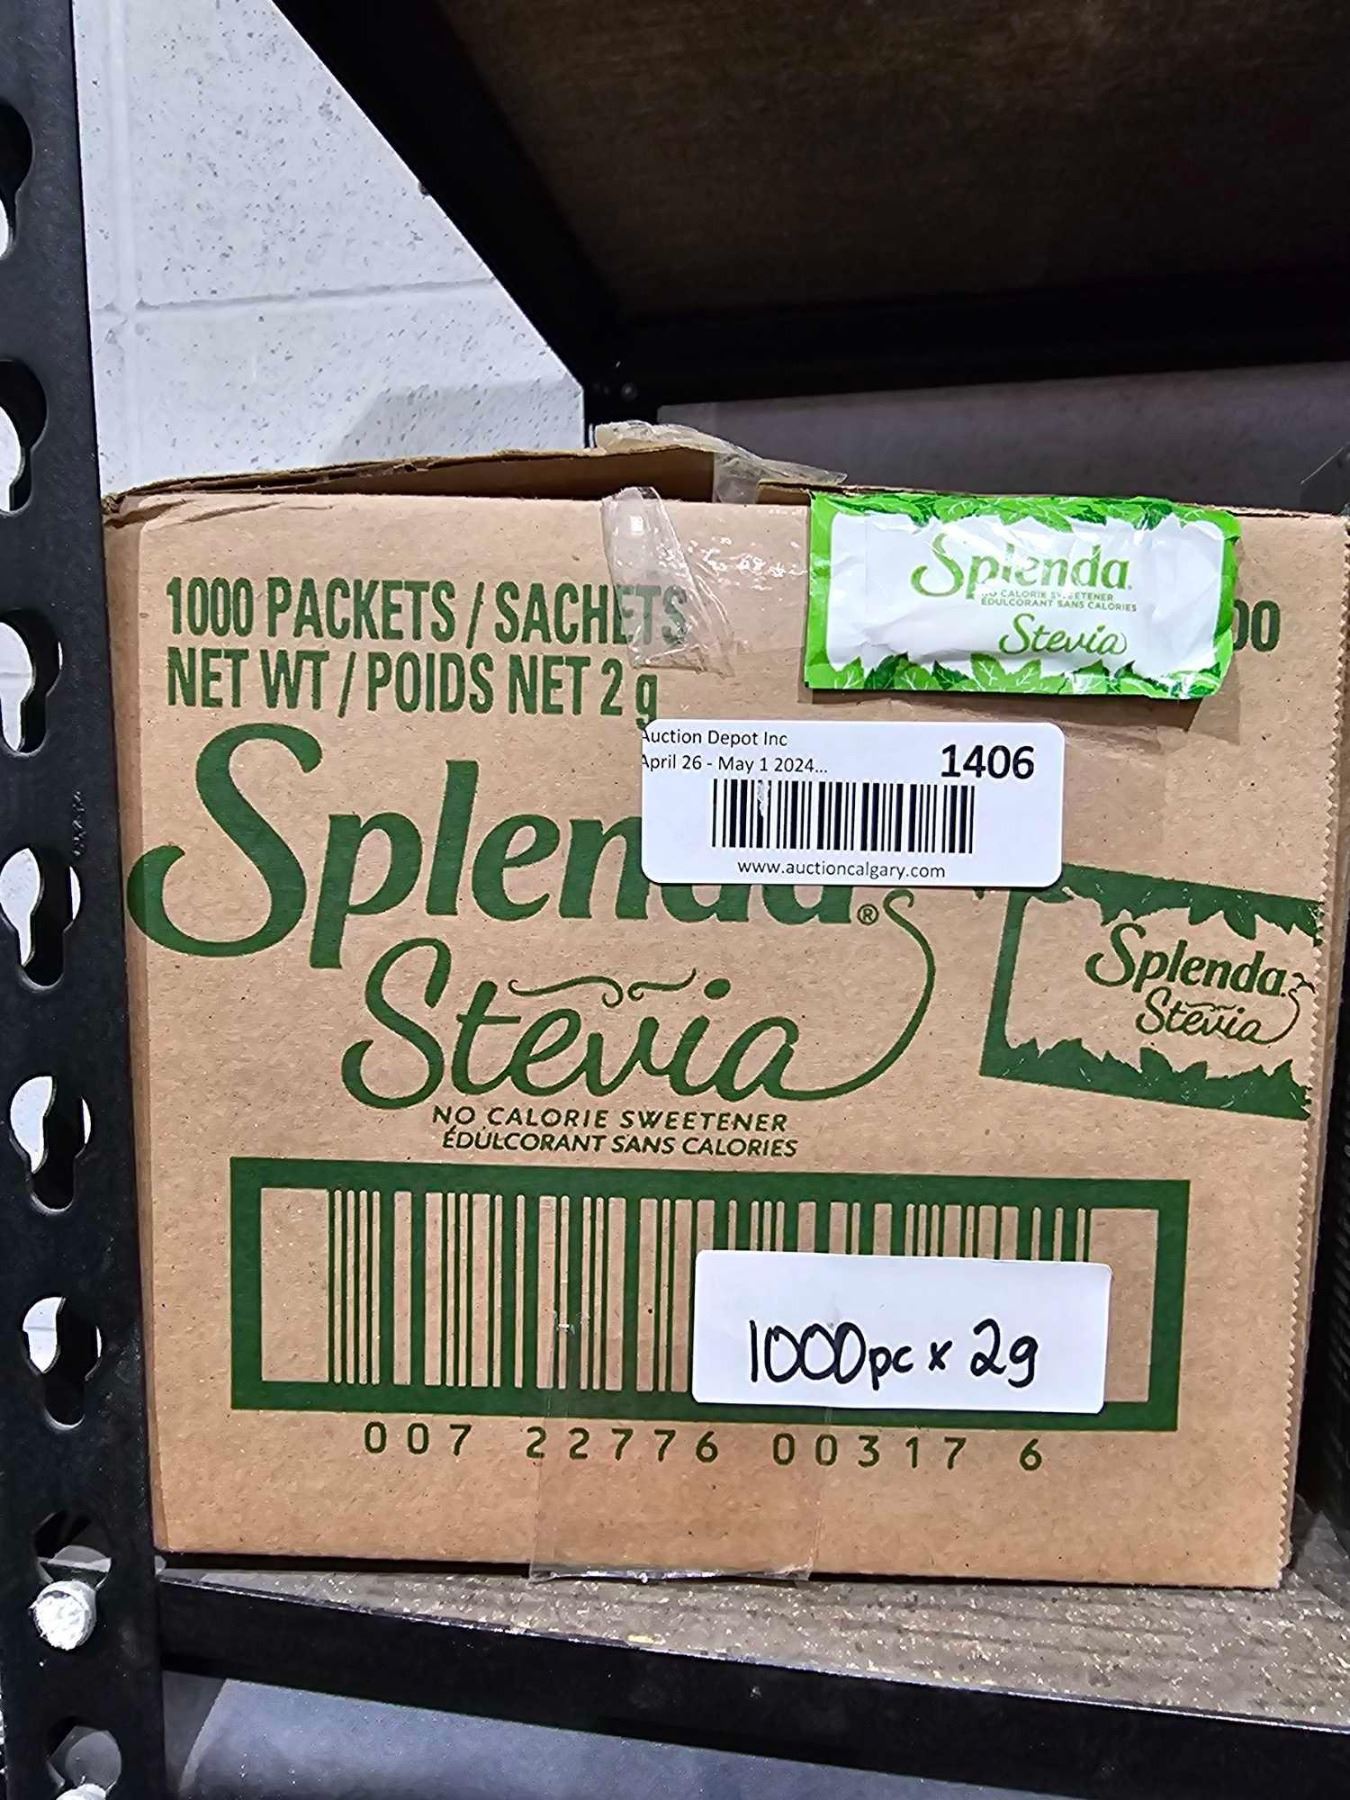 1000 PACKETS / SACHETS
NET WT / POIDS NET 2 g
Splenda®
Stevia
NO CALORIE SWEETENER
ÉDULCORANT SANS CALORIES
Splenda
NO CALORIE SWEETENER
ÉDULCORANT SANS CALORIES
Stevia
00
Auction Depot Inc
April 26 - May 1 2024...
1406
www.auctioncalgary.com
Splenda
Stevia
1000pc x 2g
007 22776 00317 6